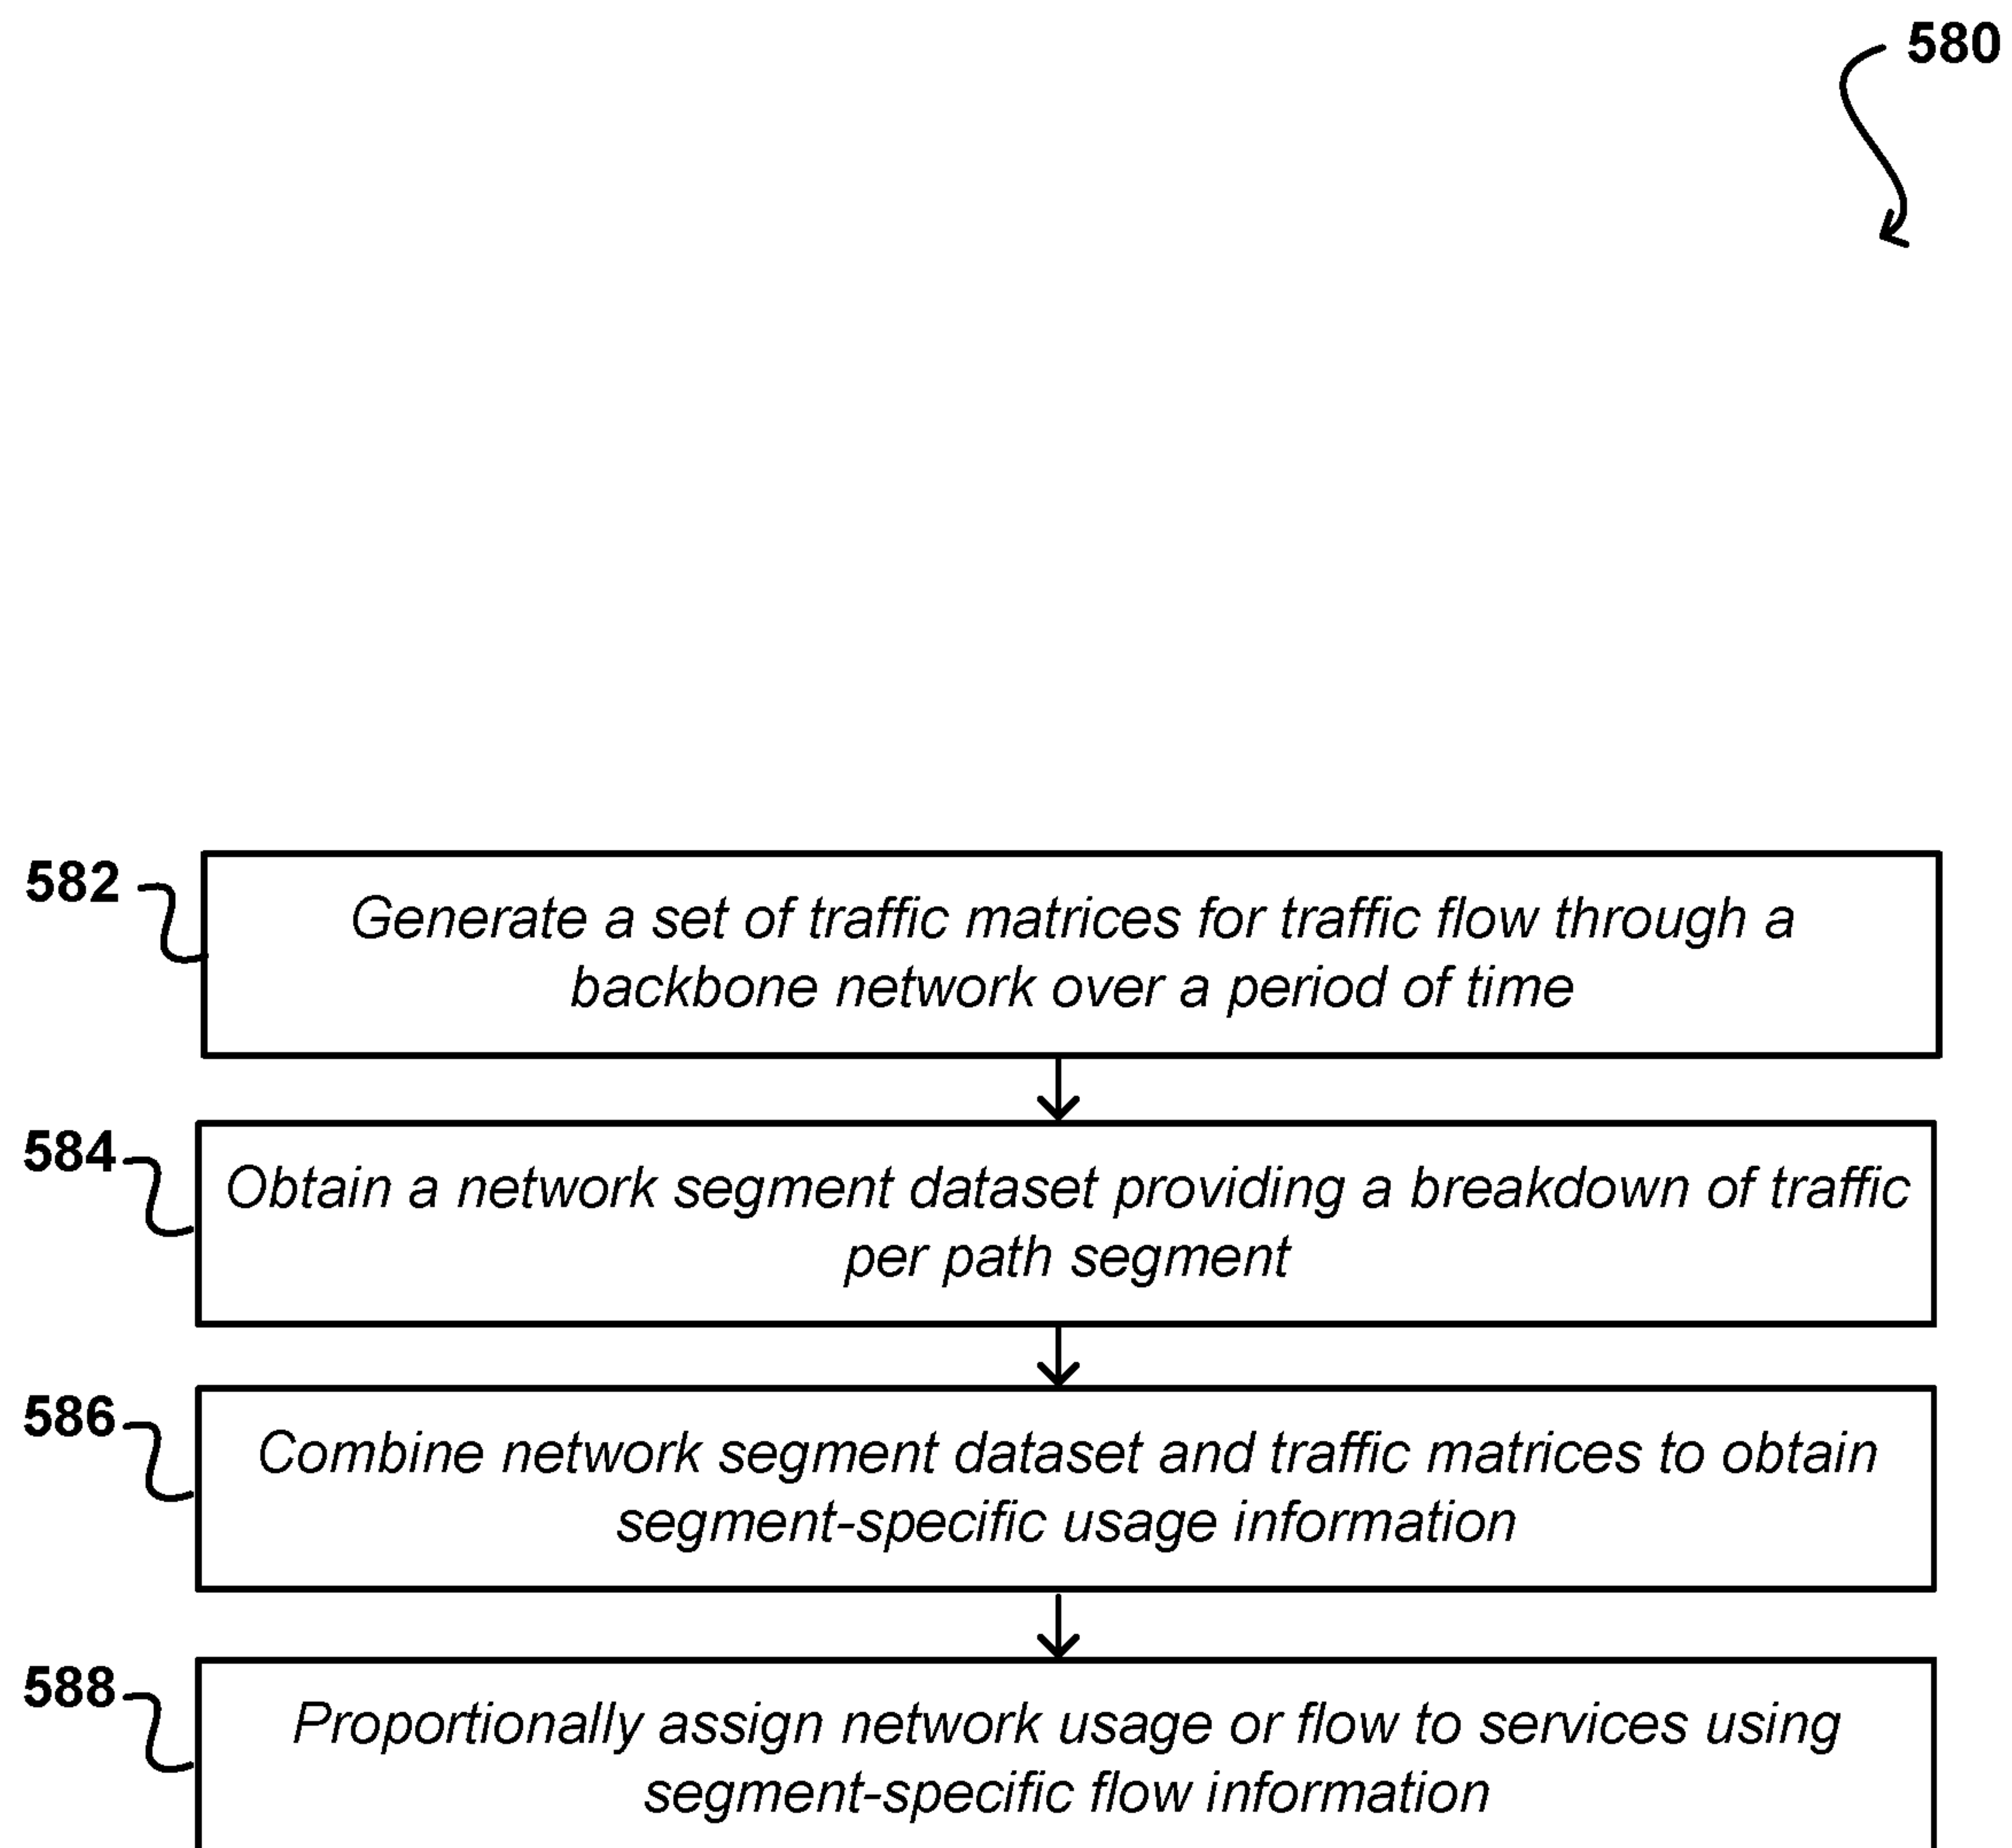 580
582
Generate a set of traffic matrices for traffic flow through a
backbone network over a period of time
584
Obtain a network segment dataset providing a breakdown of traffic
per path segment
586
Combine network segment dataset and traffic matrices to obtain
segment-specific usage information
588
Proportionally assign network usage or flow to services using
segment-specific flow information